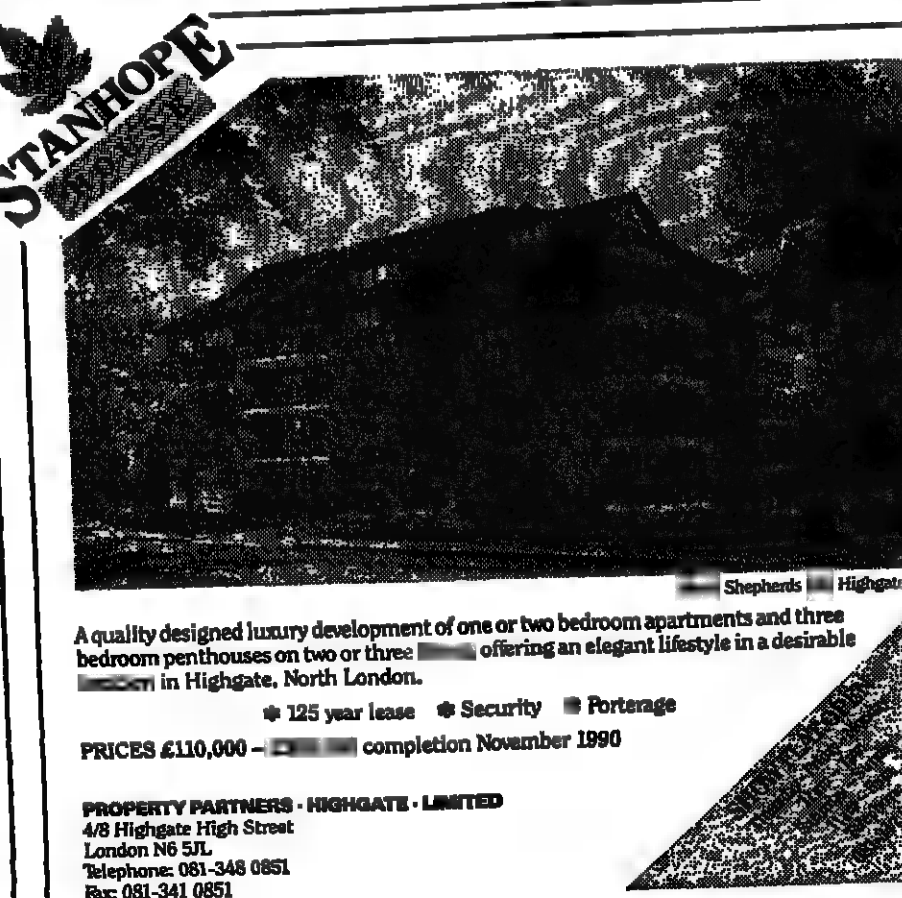 STANHOPE
HOUSE
Shepherds Highgate
A quality designed luxury development of one or two bedroom apartments and three
bedroom penthouses on two or three offering an elegant lifestyle in a desirable
in Highgate, North London.
* 125 year lease * Security * Porterage
PRICES £110,000 – completion November 1990
PROPERTY PARTNERS · HIGHGATE · LIMITED
4/8 Highgate High Street
London N6 5JL
Telephone: 081-348 0851
Fax: 081-341 0851